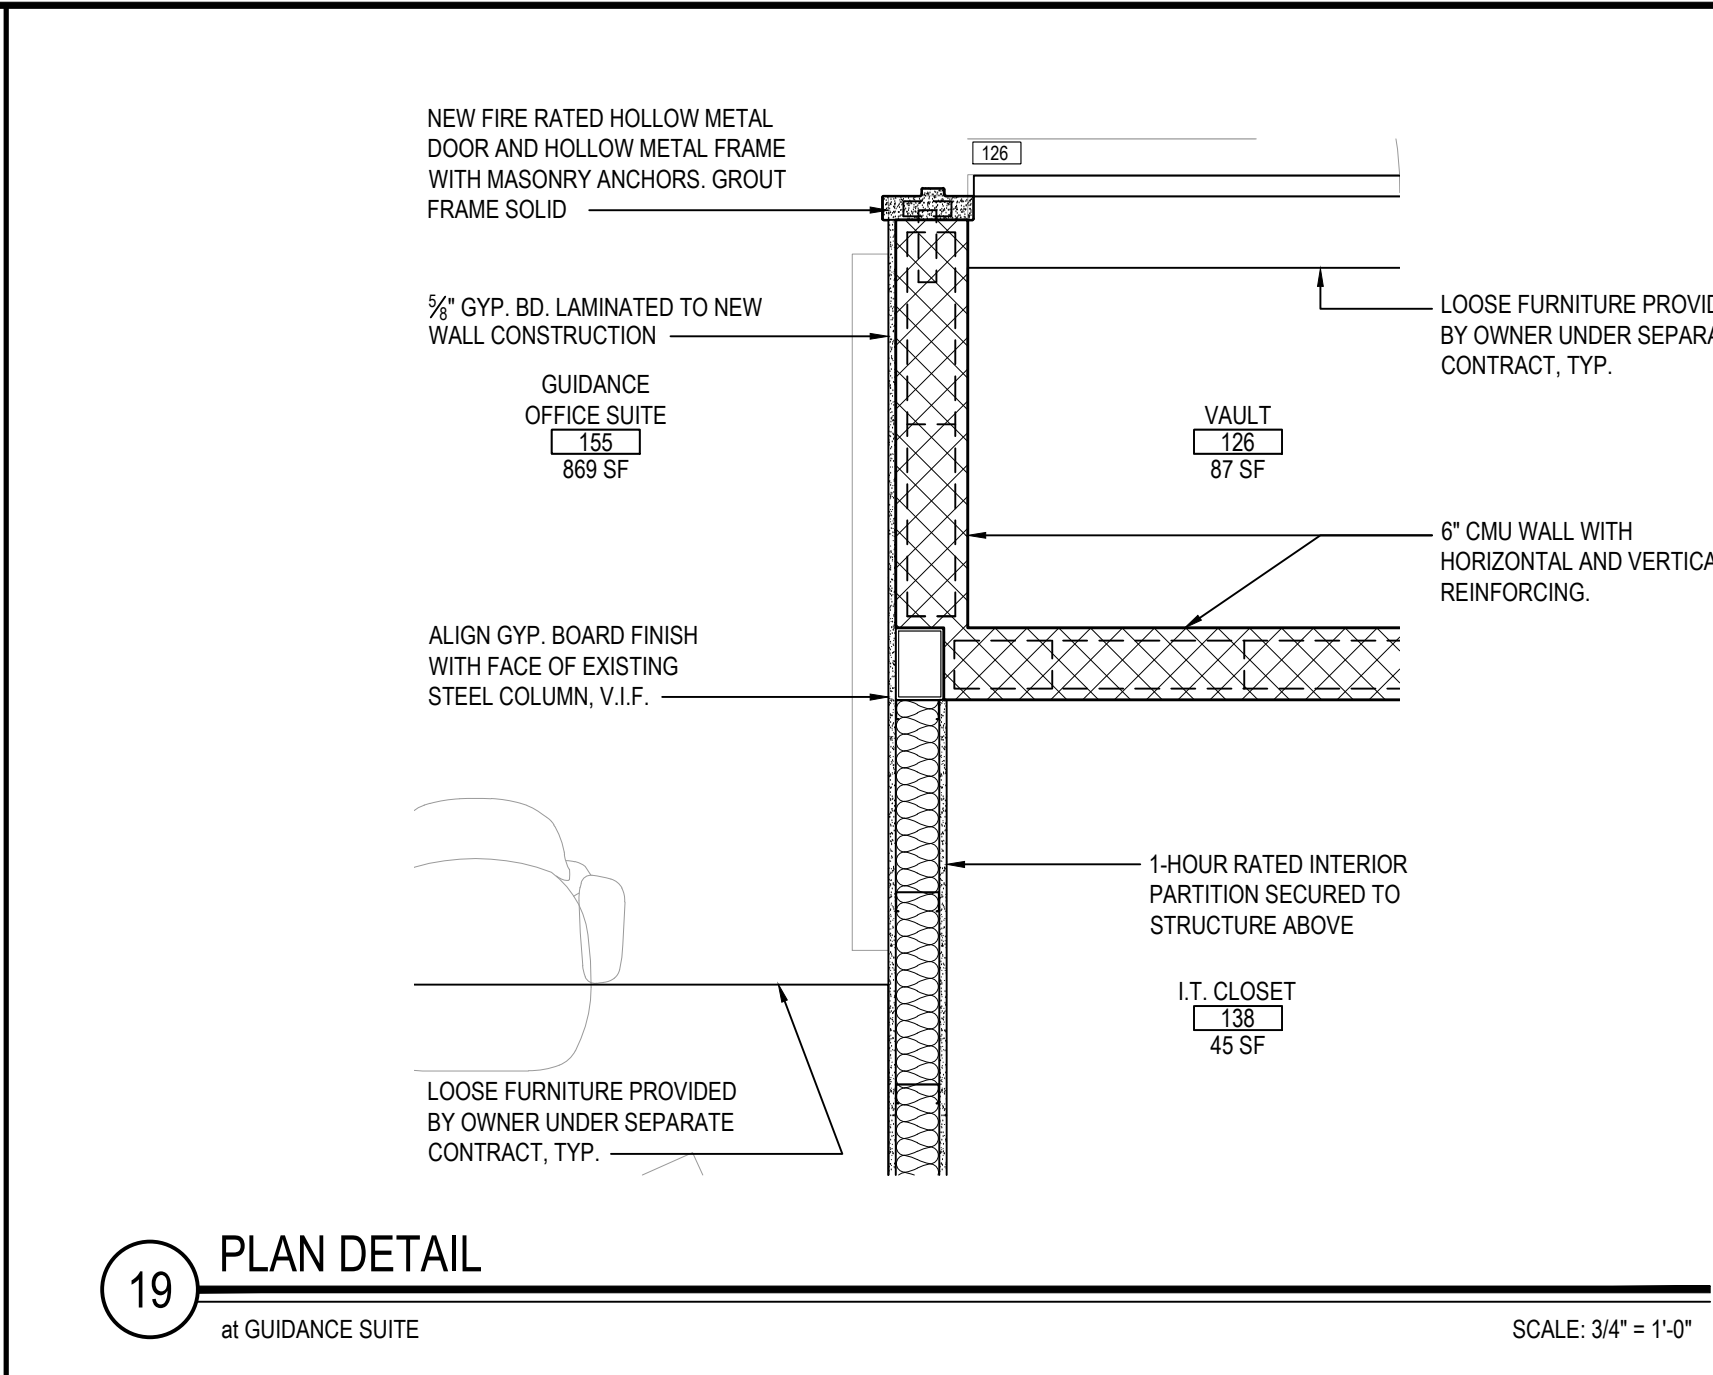 NEW FIRE RATED HOLLOW METAL
DOOR AND HOLLOW METAL FRAME
WITH MASONRY ANCHORS. GROUT
FRAME SOLID
126
5/8" GYP. BD. LAMINATED TO NEW
WALL CONSTRUCTION
LOOSE FURNITURE
BY OWNER UNDER
CONTRACT, TYP.
GUIDANCE
OFFICE SUITE
155
869 SF
VAULT
126
87 SF
6" CMU WALL WITH
HORIZONTAL AND
REINFORCING.
ALIGN GYP. BOARD FINISH
WITH FACE OF EXISTING
STEEL COLUMN, V.I.F.
1-HOUR RATED INTERIOR
PARTITION SECURED TO
STRUCTURE ABOVE
I.T. CLOSET
138
45 SF
LOOSE FURNITURE PROVIDED
BY OWNER UNDER SEPARATE
CONTRACT, TYP.
19
PLAN DETAIL
at GUIDANCE SUITE
SCALE: 3/4" = 1'-0"